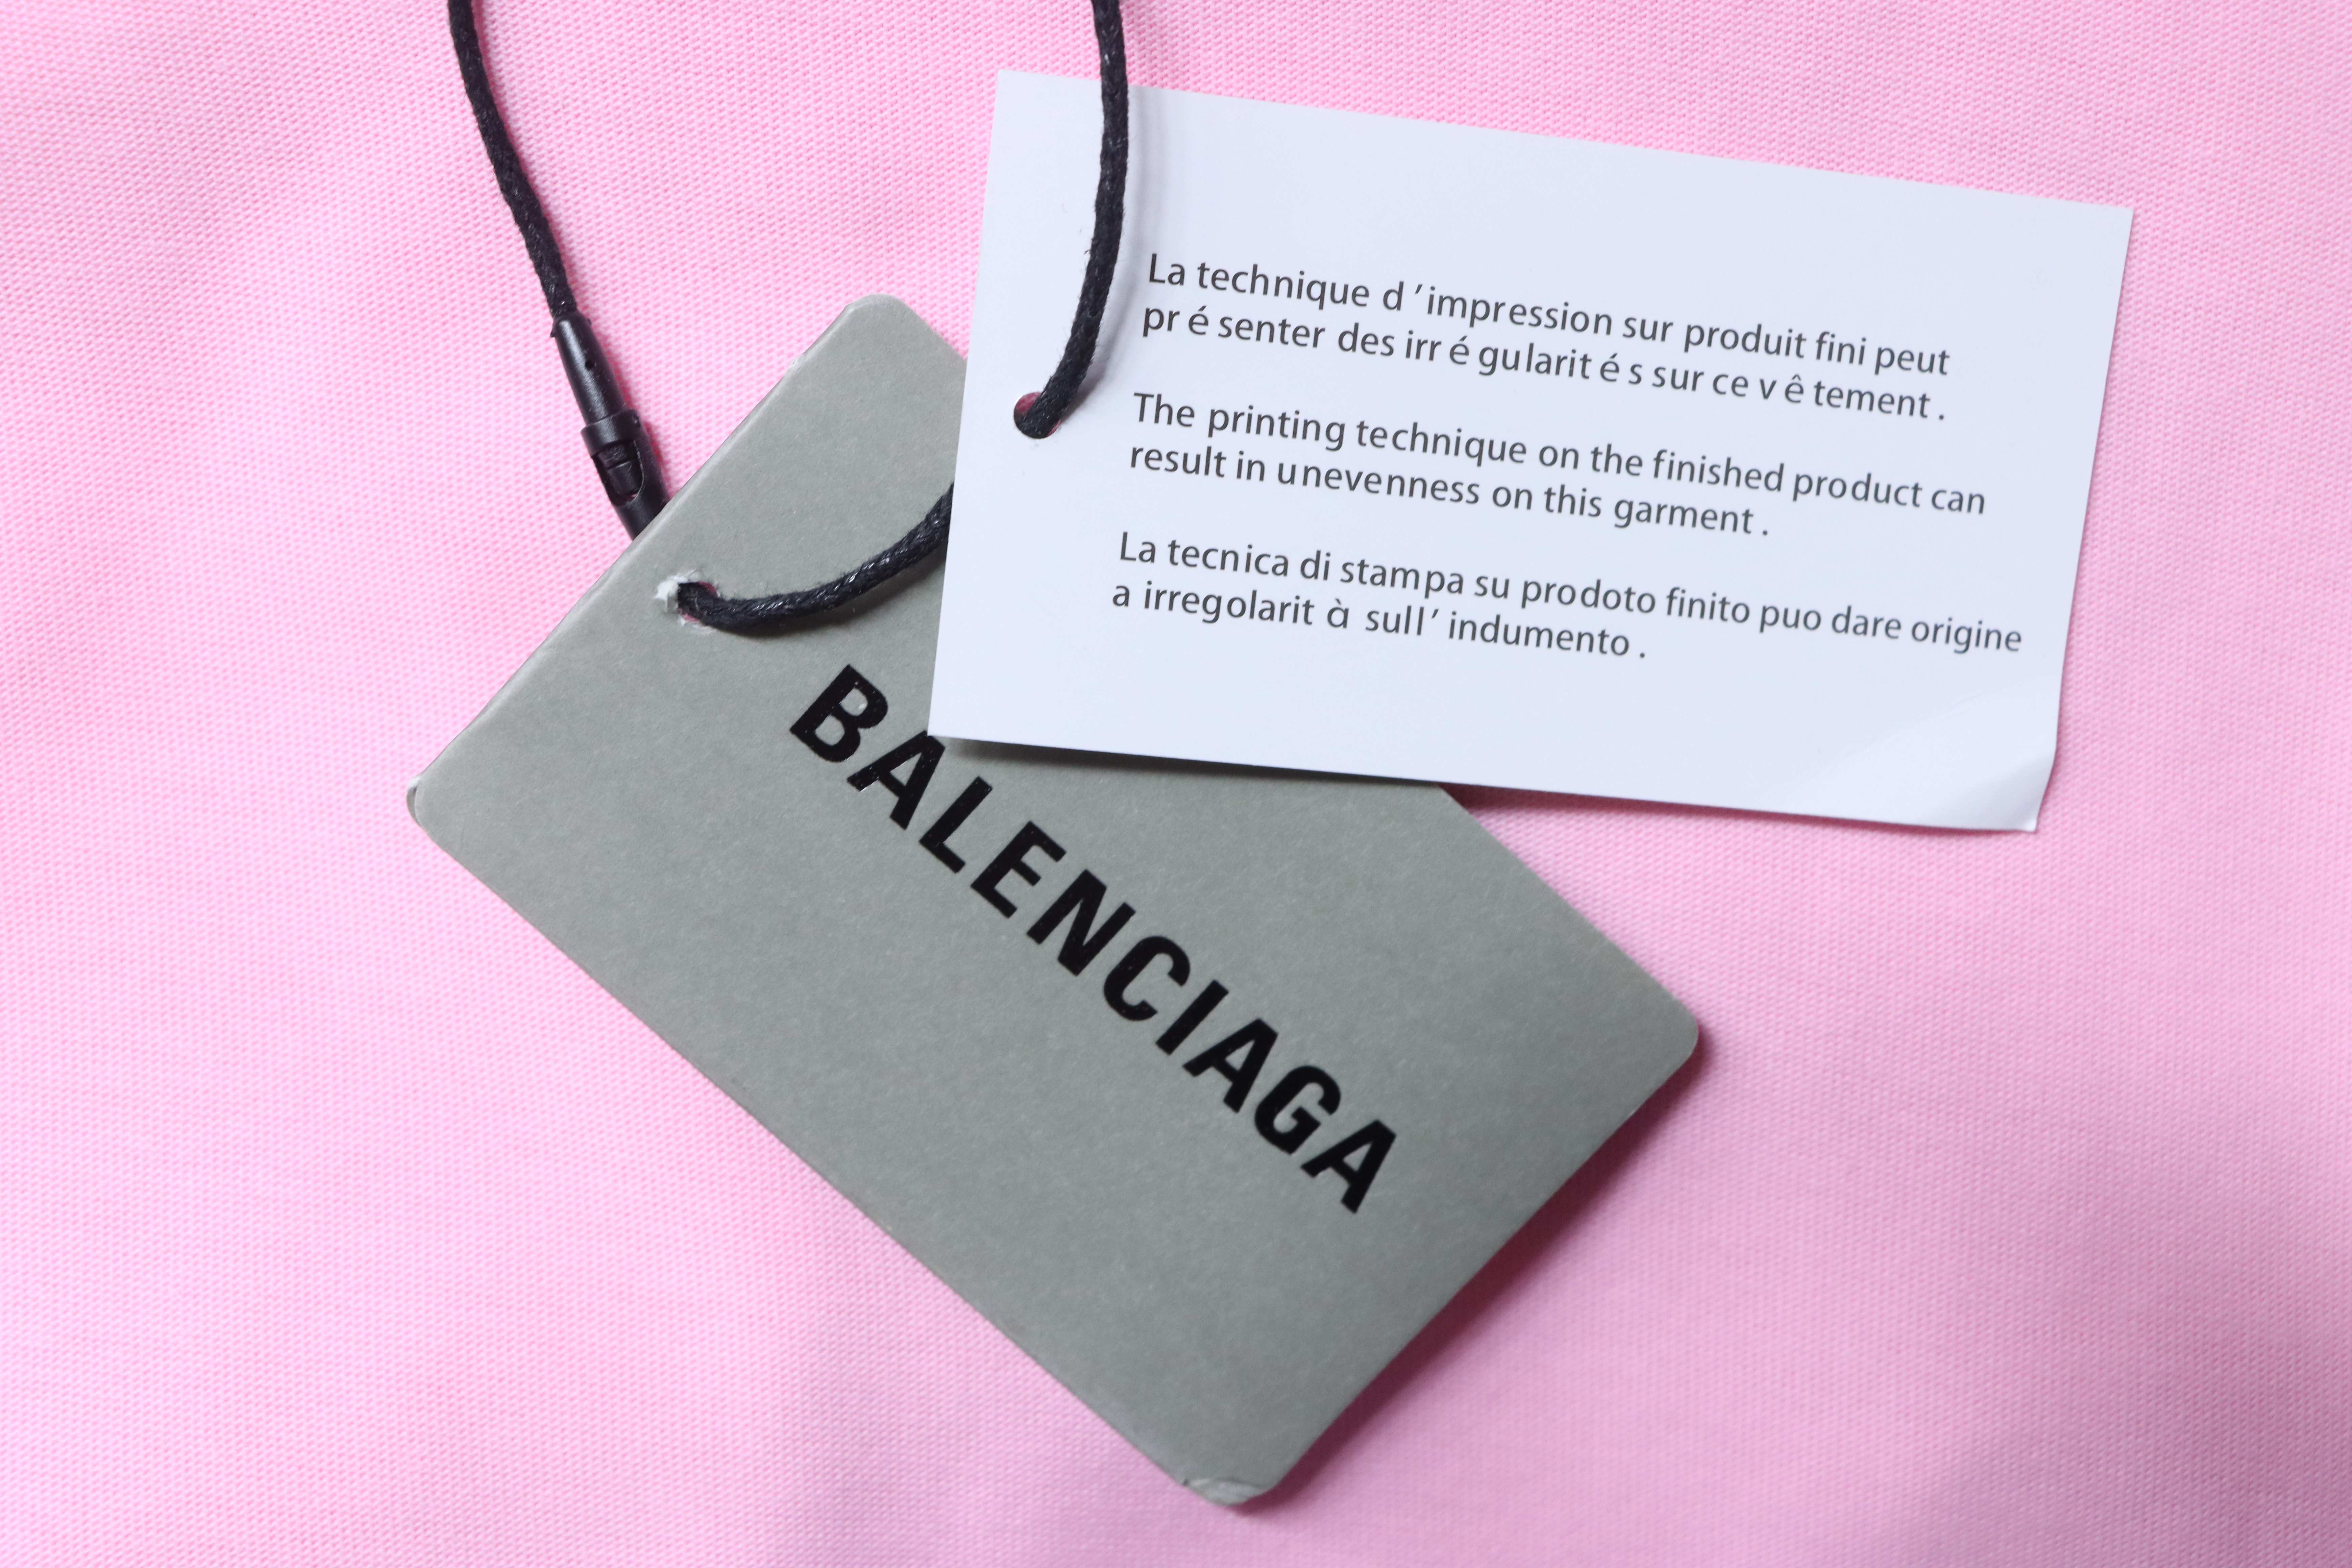 La technique d ’impression sur produit fini peut
pr é senter des irr é gularit é s sur ce v ê tement .
The printing technique on the finished product can
result in unevenness on this garment .
La tecnica di stampa su prodoto finito puo dare origine
a irregolarit à sull’ indumento .
BALENCIAGA